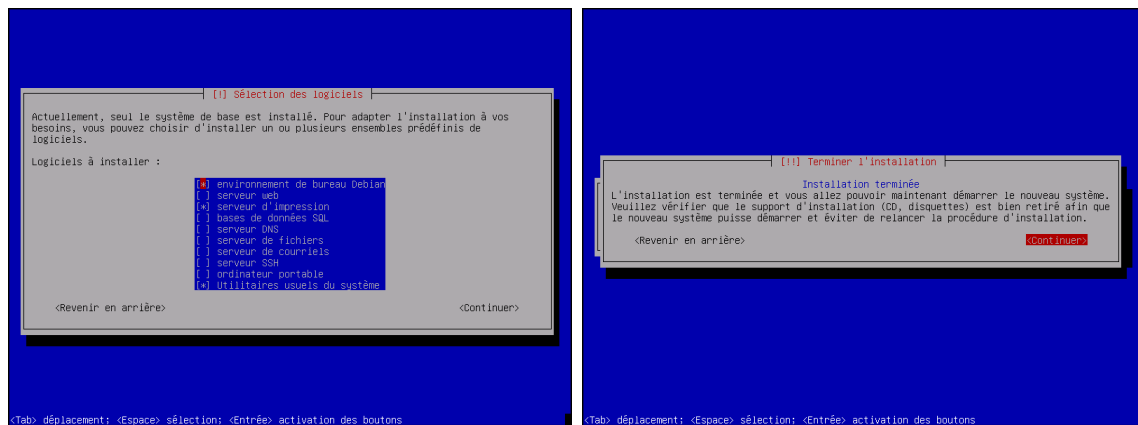 [!] Sélection des logiciels
Actuellement, seul le système de base est installé. Pour adapter l'installation à vos
besoins, vous pouvez choisir d'installer un ou plusieurs ensembles prédéfinis de
logiciels.
Logiciels à installer :
[*] environnement de bureau Debian
[ ] serveur web
[*] serveur d'impression
[ ] bases de données SQL
[ ] serveur DNS
[ ] serveur de fichiers
[ ] serveur de courriels
[ ] serveur SSH
[ ] ordinateur portable
[*] Utilitaires usuels du système
<Revenir en arrière> <Continuer>
<Tab> déplacement; <Espace> sélection; <Entrée> activation des boutons
[!!] Terminer l'installation
Installation terminée
L'installation est terminée et vous allez pouvoir maintenant démarrer le nouveau système.
Veuillez vérifier que le support d'installation (CD, disquettes) est bien retiré afin que
le nouveau système puisse démarrer et éviter de relancer la procédure d'installation.
<Revenir en arrière> <Continuer>
<Tab> déplacement; <Espace> sélection; <Entrée> activation des boutons